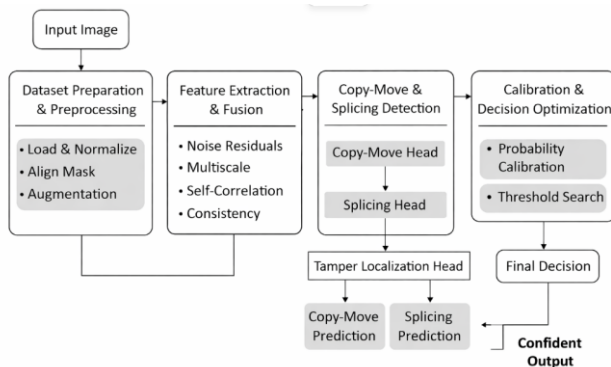 Input Image
Dataset Preparation
& Preprocessing
• Load & Normalize
• Align Mask
• Augmentation
Feature Extraction
& Fusion
• Noise Residuals
• Multiscale
• Self-Correlation
• Consistency
Copy-Move &
Splicing Detection
Copy-Move Head
Splicing Head
Calibration &
Decision Optimization
• Probability
Calibration
• Threshold Search
Tamper Localization Head
Final Decision
Copy-Move
Prediction
Splicing
Prediction
Confident
Output